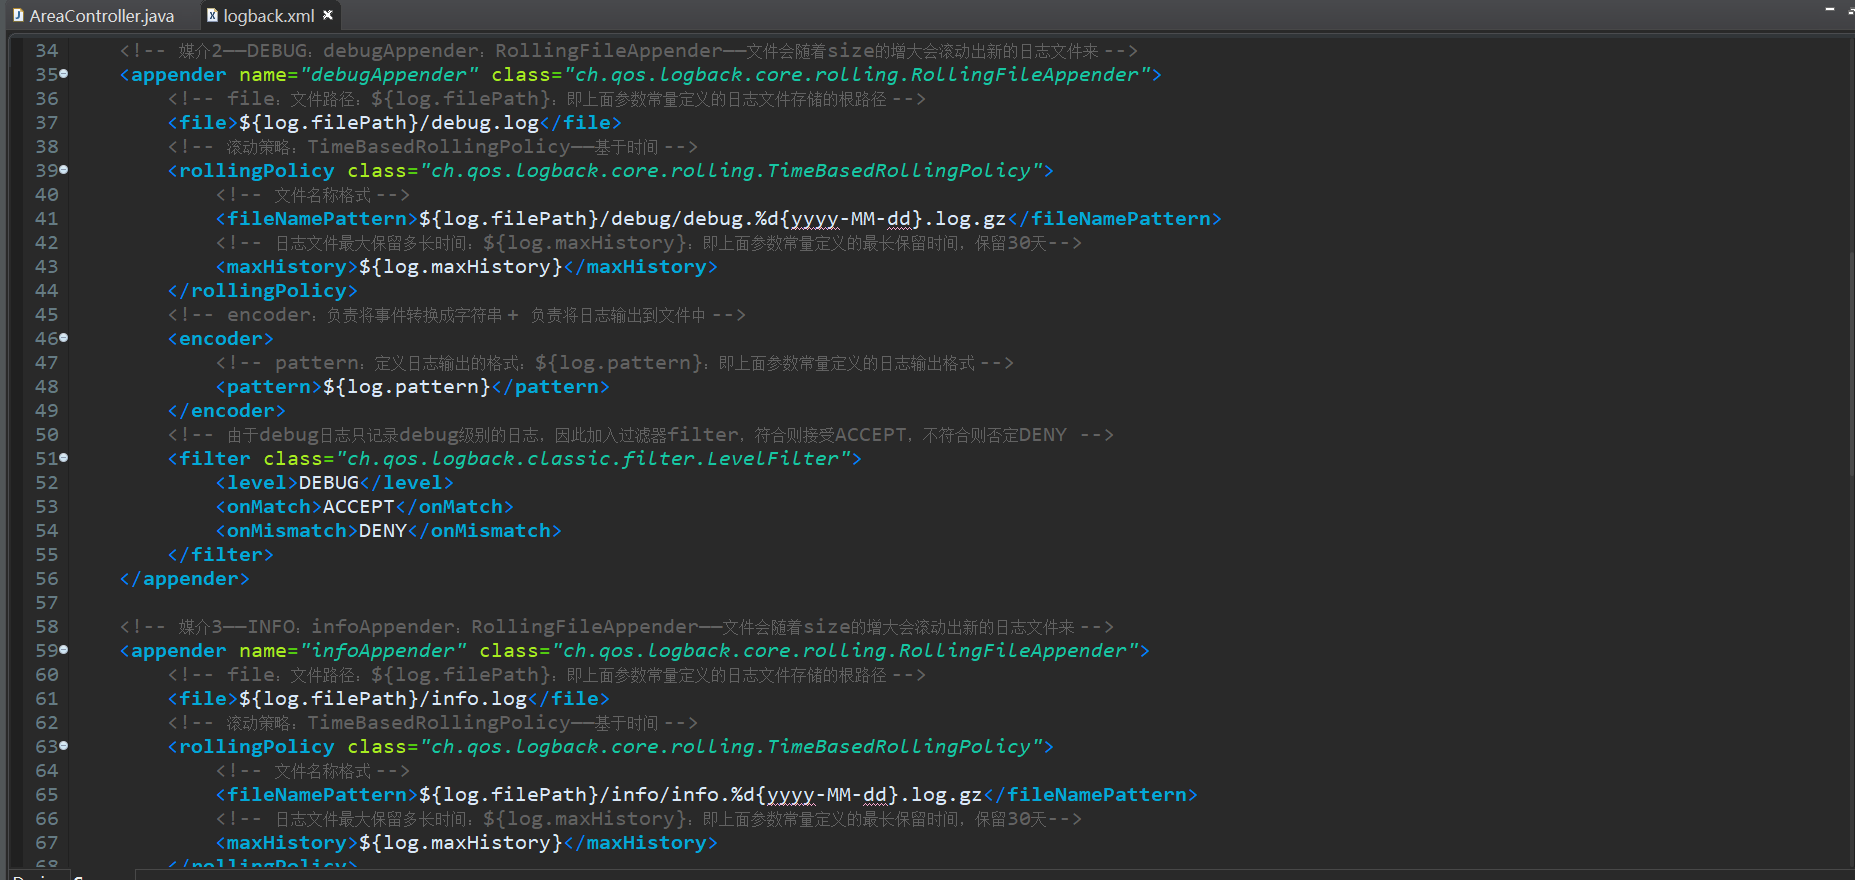 AreaController.java logback.xml
34 <!-- 媒介2——DEBUG：debugAppender：RollingFileAppender——文件会随着size的增大会滚动出新的日志文件来 -->
35 <appender name="debugAppender" class="ch.qos.logback.core.rolling.RollingFileAppender">
36 <!-- file：文件路径：${log.filePath}：即上面参数常量定义的日志文件存储的根路径 -->
37 <file>${log.filePath}/debug.log</file>
38 <!-- 滚动策略：TimeBasedRollingPolicy——基于时间 -->
39 <rollingPolicy class="ch.qos.logback.core.rolling.TimeBasedRollingPolicy">
40 <!-- 文件名称格式 -->
41 <fileNamePattern>${log.filePath}/debug/debug.%d{yyyy-MM-dd}.log.gz</fileNamePattern>
42 <!-- 日志文件最大保留多长时间：${log.maxHistory}：即上面参数常量定义的最长保留时间，保留30天-->
43 <maxHistory>${log.maxHistory}</maxHistory>
44 </rollingPolicy>
45 <!-- encoder：负责将事件转换成字符串 + 负责将日志输出到文件中 -->
46 <encoder>
47 <!-- pattern：定义日志输出的格式：${log.pattern}：即上面参数常量定义的日志输出格式 -->
48 <pattern>${log.pattern}</pattern>
49 </encoder>
50 <!-- 由于debug日志只记录debug级别的日志，因此加入过滤器filter，符合则接受ACCEPT，不符合则否定DENY -->
51 <filter class="ch.qos.logback.classic.filter.LevelFilter">
52 <level>DEBUG</level>
53 <onMatch>ACCEPT</onMatch>
54 <onMismatch>DENY</onMismatch>
55 </filter>
56 </appender>
57
58 <!-- 媒介3——INFO：infoAppender：RollingFileAppender——文件会随着size的增大会滚动出新的日志文件来 -->
59 <appender name="infoAppender" class="ch.qos.logback.core.rolling.RollingFileAppender">
60 <!-- file：文件路径：${log.filePath}：即上面参数常量定义的日志文件存储的根路径 -->
61 <file>${log.filePath}/info.log</file>
62 <!-- 滚动策略：TimeBasedRollingPolicy——基于时间 -->
63 <rollingPolicy class="ch.qos.logback.core.rolling.TimeBasedRollingPolicy">
64 <!-- 文件名称格式 -->
65 <fileNamePattern>${log.filePath}/info/info.%d{yyyy-MM-dd}.log.gz</fileNamePattern>
66 <!-- 日志文件最大保留多长时间：${log.maxHistory}：即上面参数常量定义的最长保留时间，保留30天-->
67 <maxHistory>${log.maxHistory}</maxHistory>
68 </rollingPolicy>